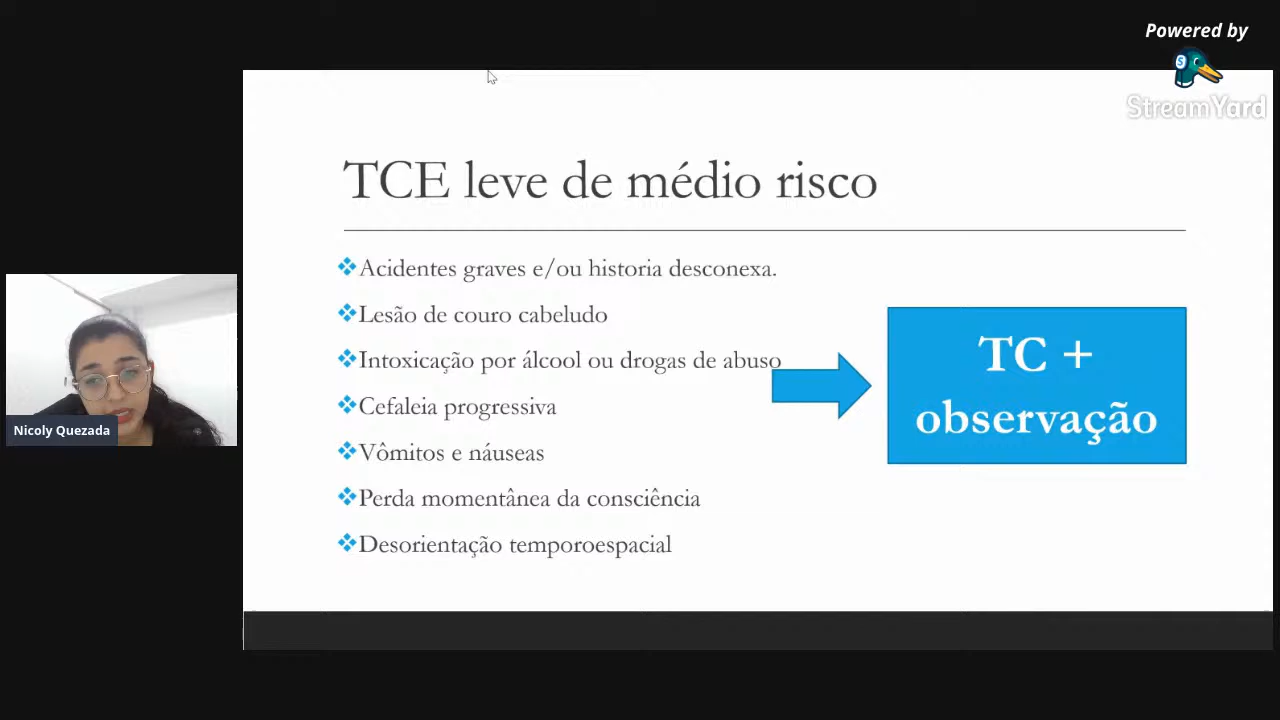 Powered by
StreamYard
TCE leve de médio risco
Acidentes graves e/ou historia desconexa.
Lesão de couro cabeludo
Intoxicação por álcool ou drogas de abuso
Cefaleia progressiva
Vômitos e náuseas
Perda momentânea da consciência
Desorientação temporoespacial
TC +
observação
Nicoly Quezada